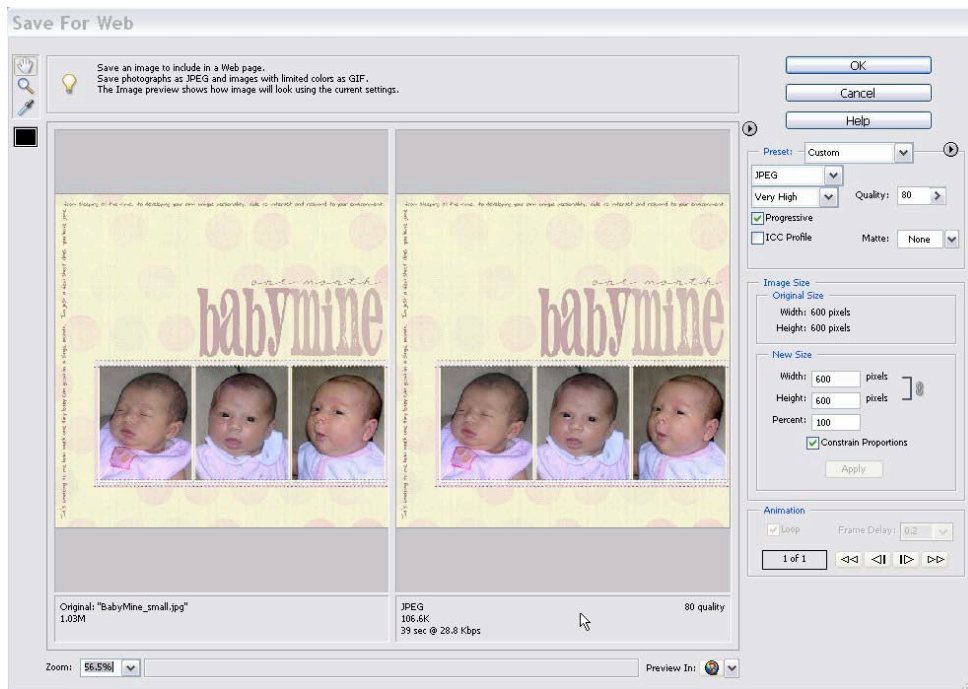 Save For Web
Save an image to include in a Web page.
Save photographs as JPEG and images with limited colors as GIF.
The Image preview shows how image will look using the current settings.
OK
Cancel
Help
Preset: Custom
JPEG
Very High
Quality: 80
Progressive
ICC Profile
Matte: None
one month
babymine
one month
babymine
Image Size
Original Size
Width: 600 pixels
Height: 600 pixels
New Size
Width: 600 pixels
Height: 600 pixels
Percent: 100
Constrain Proportions
Apply
Animation
Loop
Frame Delay: 0.2
1 of 1
Original: "BabyMine_small.jpg"
1.03M
JPEG
80 quality
106.6K
39 sec @ 28.8 Kbps
Zoom: 56.5%
Preview In: